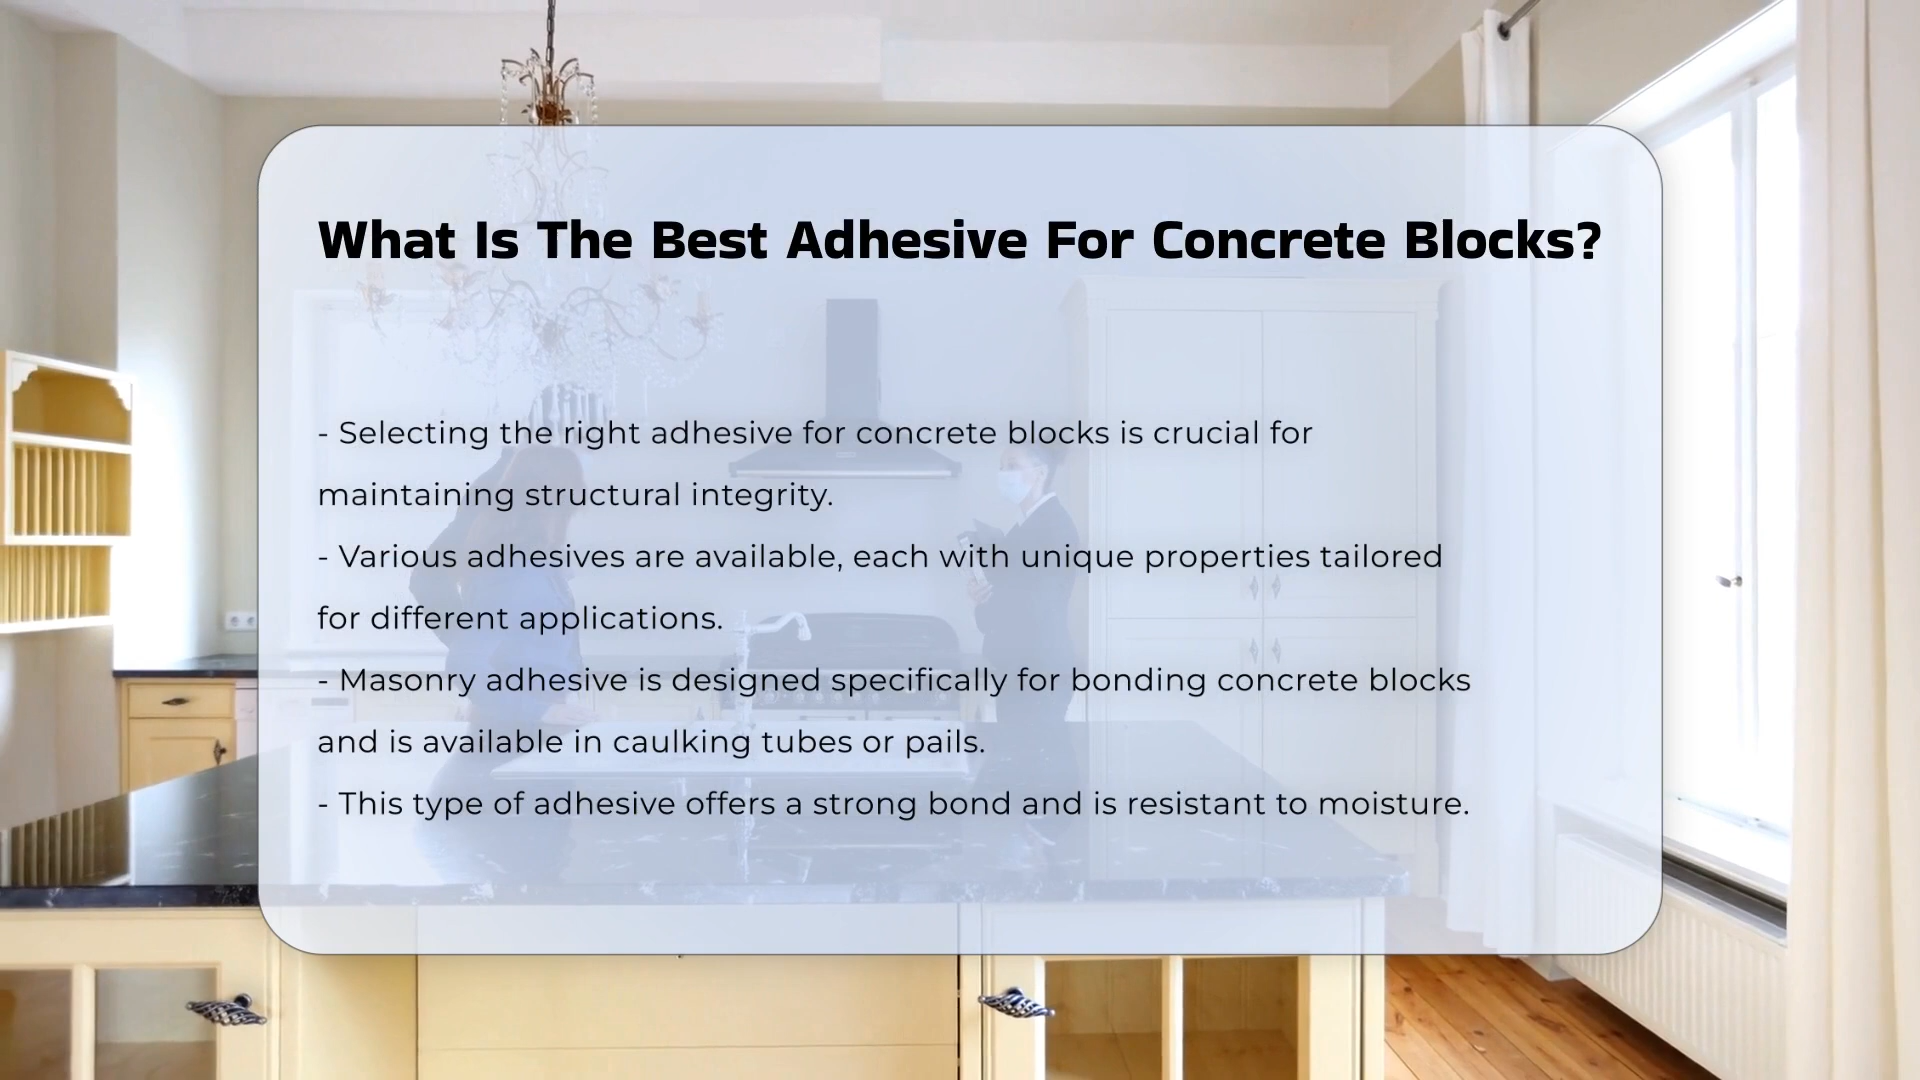 What Is The Best Adhesive For Concrete Blocks?
- Selecting the right adhesive for concrete blocks is crucial for
maintaining structural integrity.
- Various adhesives are available, each with unique properties tailored
for different applications.
- Masonry adhesive is designed specifically for bonding concrete blocks
and is available in caulking tubes or pails.
- This type of adhesive offers a strong bond and is resistant to moisture.